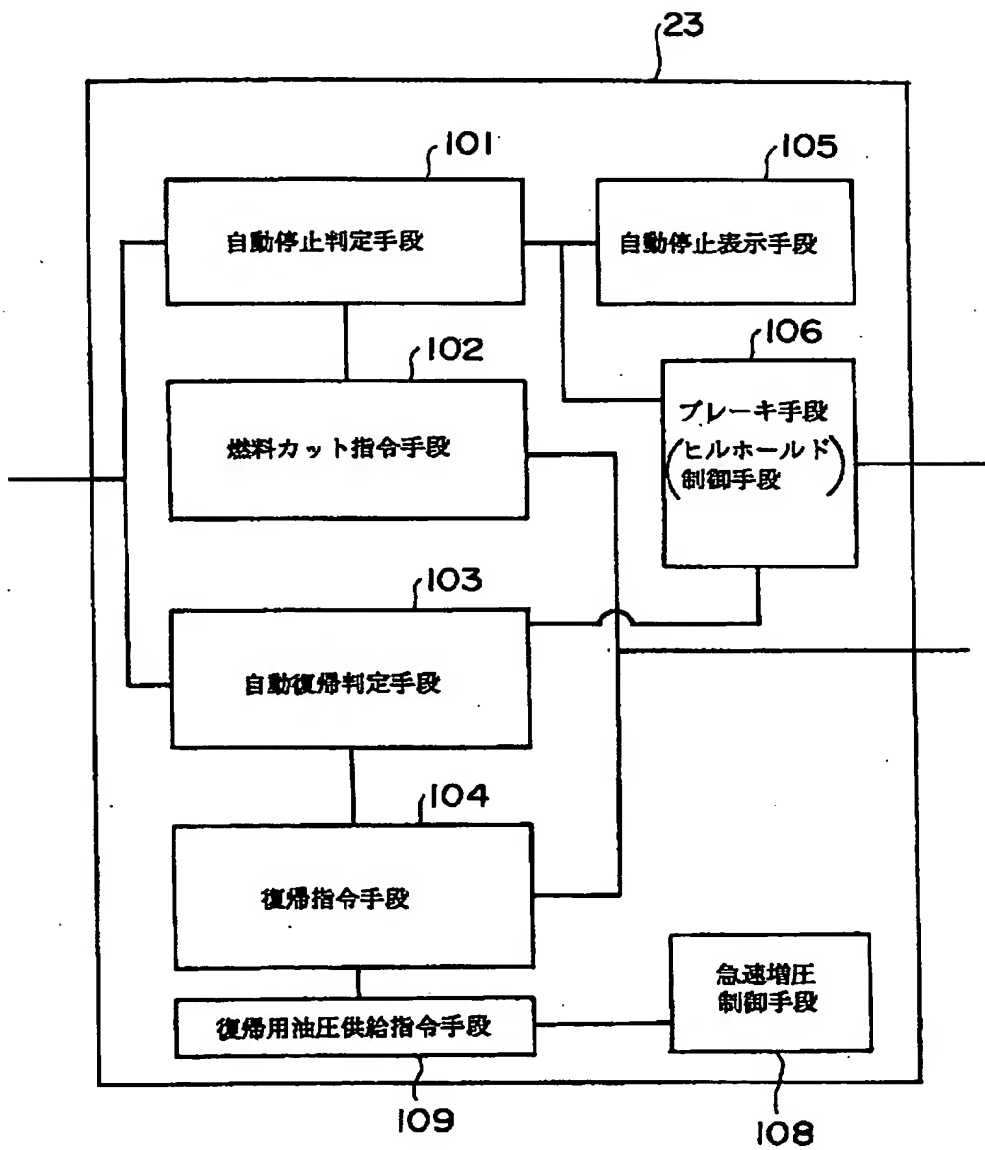 23
101
自動停止判定手段
105
自動停止表示手段
102
燃料カット指令手段
106
ブレーキ手段
(ヒルホールド
制御手段)
103
自動復帰判定手段
104
復帰指令手段
急速増圧
制御手段
108
復帰用油圧供給指令手段
109